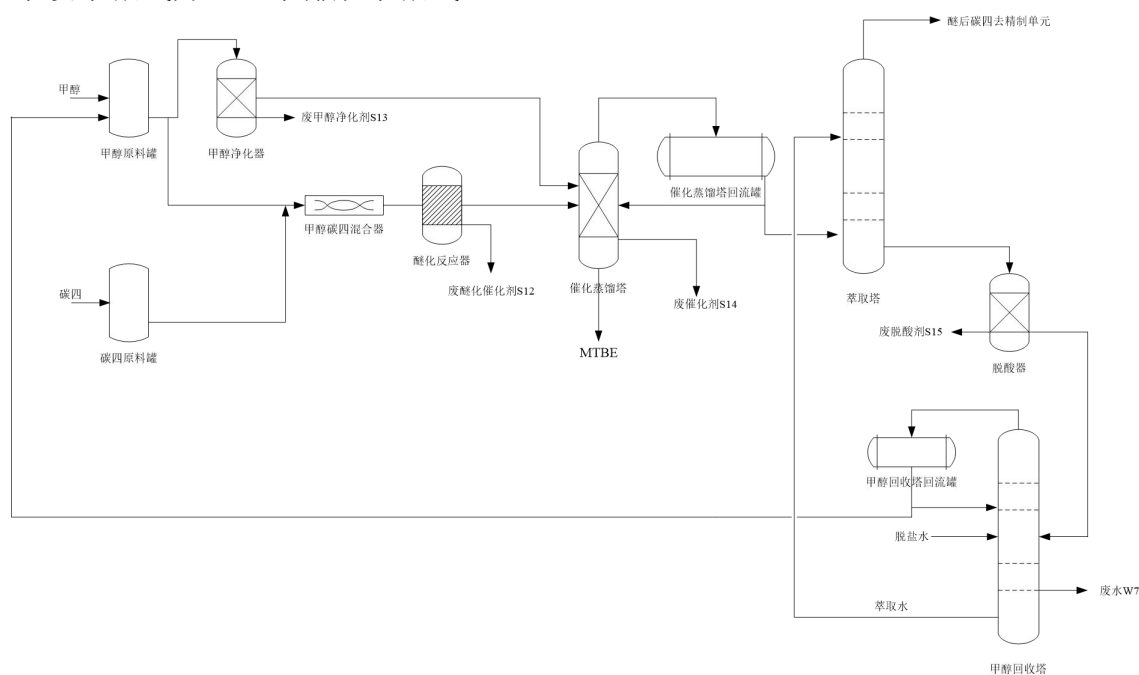 醚后碳四去精制单元
甲醇
废甲醇净化剂S13
甲醇原料罐
甲醇净化器
催化蒸馏塔回流罐
甲醇碳四混合器
醚化反应器
废醚化催化剂S12
催化蒸馏塔
废催化剂S14
萃取塔
碳四
碳四原料罐
MTBE
废脱酸剂S15
脱酸器
甲醇回收塔回流罐
脱盐水
废水W7
萃取水
甲醇回收塔